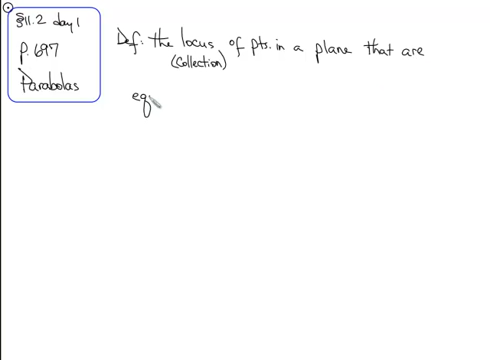 §11.2 day 1
p. 697
Parabolas
Def: the locus of pts. in a plane that are
(Collection)
eq